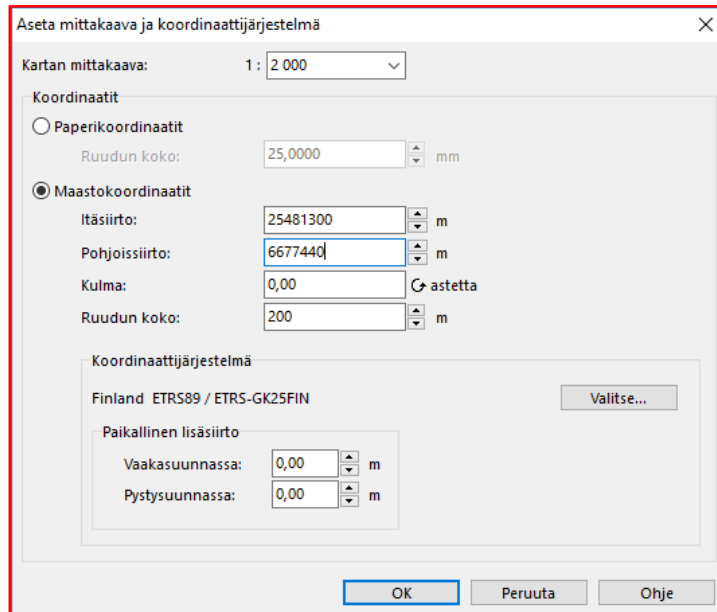 Aseta mittakaava ja koordinaattijärjestelmä
Kartan mittakaava: 1 : 2 000
Koordinaatit
Paperikoordinaatit
Ruudun koko: 25,0000 mm
Maastokoordinaatit
Itäsiirto: 25481300 m
Pohjoissiirto: 6677440 m
Kulma: 0,00 astetta
Ruudun koko: 200 m
Koordinaattijärjestelmä
Finland ETRS89 / ETRS-GK25FIN Valitse...
Paikallinen lisäsiirto
Vaakasuunnassa: 0,00 m
Pystysuunnassa: 0,00 m
OK Peruuta Ohje